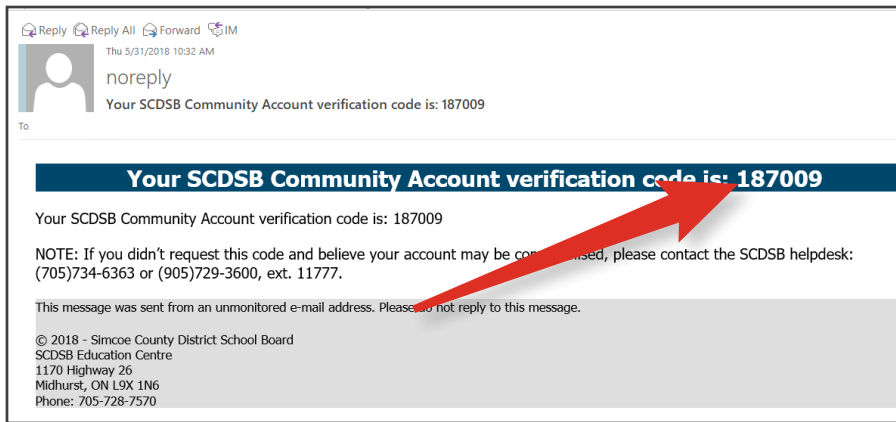 Reply Reply All Forward IM
Thu 5/31/2018 10:32 AM
noreply
Your SCDSB Community Account verification code is: 187009
To
Your SCDSB Community Account verification code is: 187009
Your SCDSB Community Account verification code is: 187009
NOTE: If you didn't request this code and believe your account may be , please contact the SCDSB helpdesk:
(705)734-6363 or (905)729-3600, ext. 11777.
This message was sent from an unmonitored e-mail address. Please do not reply to this message.
© 2018 - Simcoe County District School Board
SCDSB Education Centre
1170 Highway 26
Midhurst, ON L9X 1N6
Phone: 705-728-7570